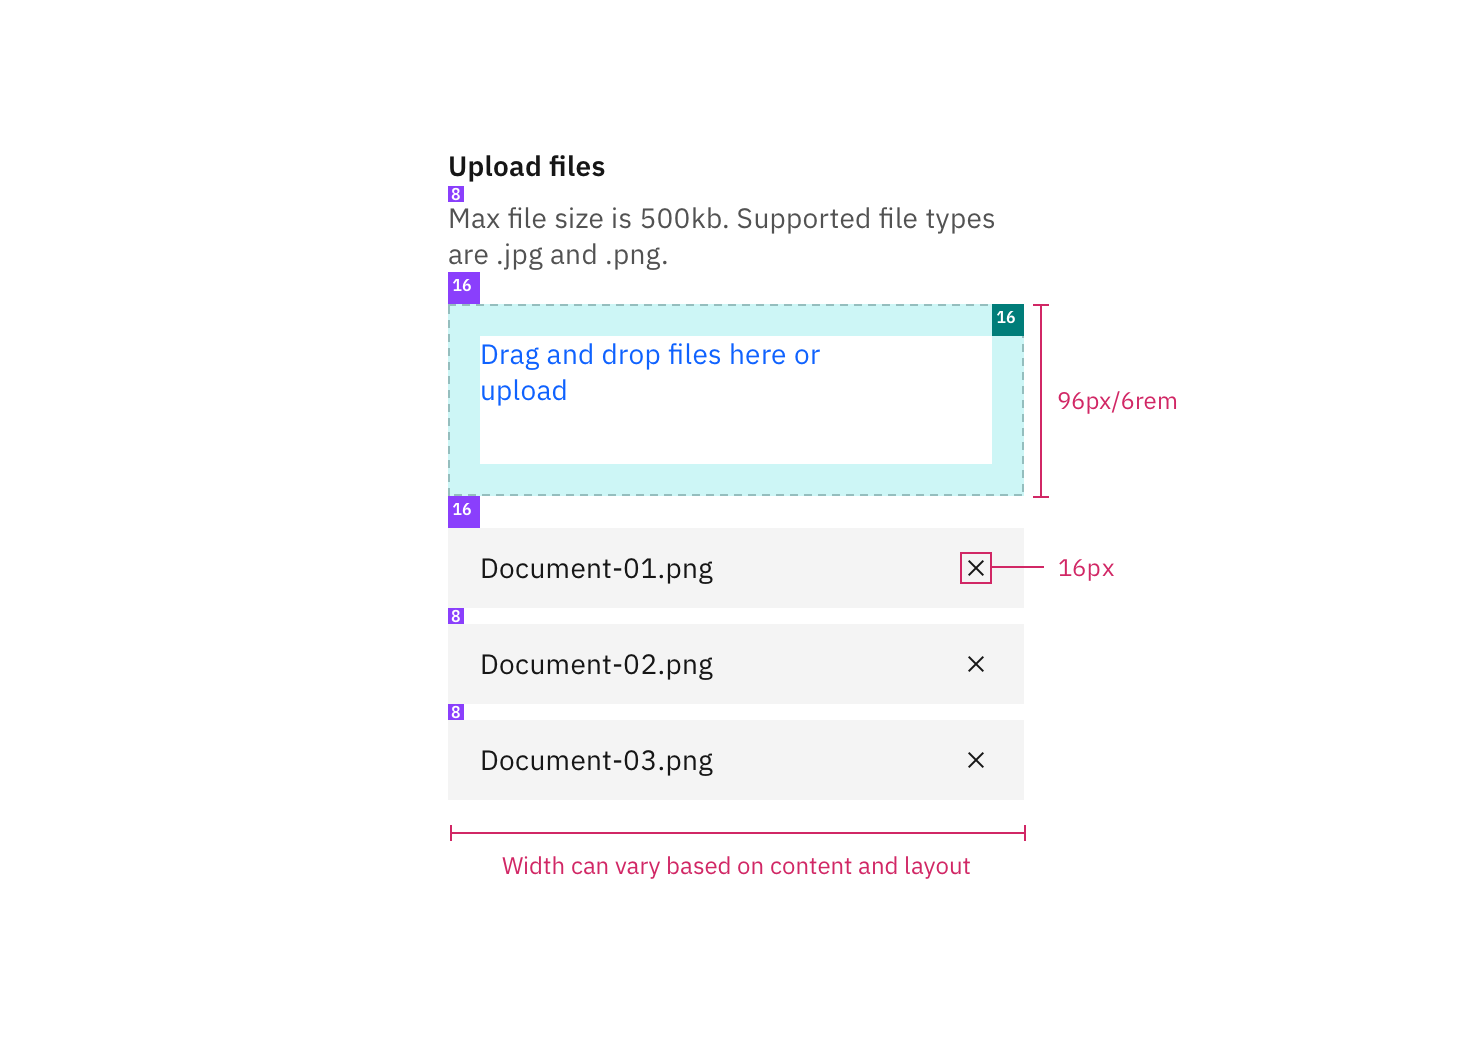 Upload files
8
Max file size is 500kb. Supported file types
are .jpg and .png.
16
16
Drag and drop files here or
upload
96px/6rem
16
Document-01.png
16px
8
Document-02.png
8
Document-03.png
Width can vary based on content and layout